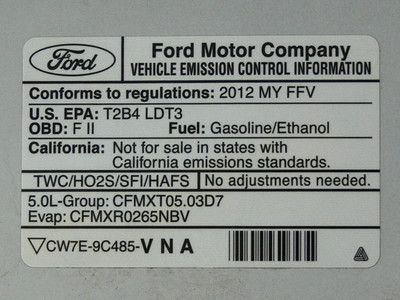 Ford
Ford Motor Company
VEHICLE EMISSION CONTROL INFORMATION
Conforms to regulations: 2012 MY FFV
U.S. EPA: T2B4 LDT3
OBD: F II Fuel: Gasoline/Ethanol
California: Not for sale in states with
California emissions standards.
TWC/HO2S/SFI/HAFS No adjustments needed.
5.0L-Group: CFMXT05.03D7
Evap: CFMXR0265NBV
CW7E-9C485-VNA